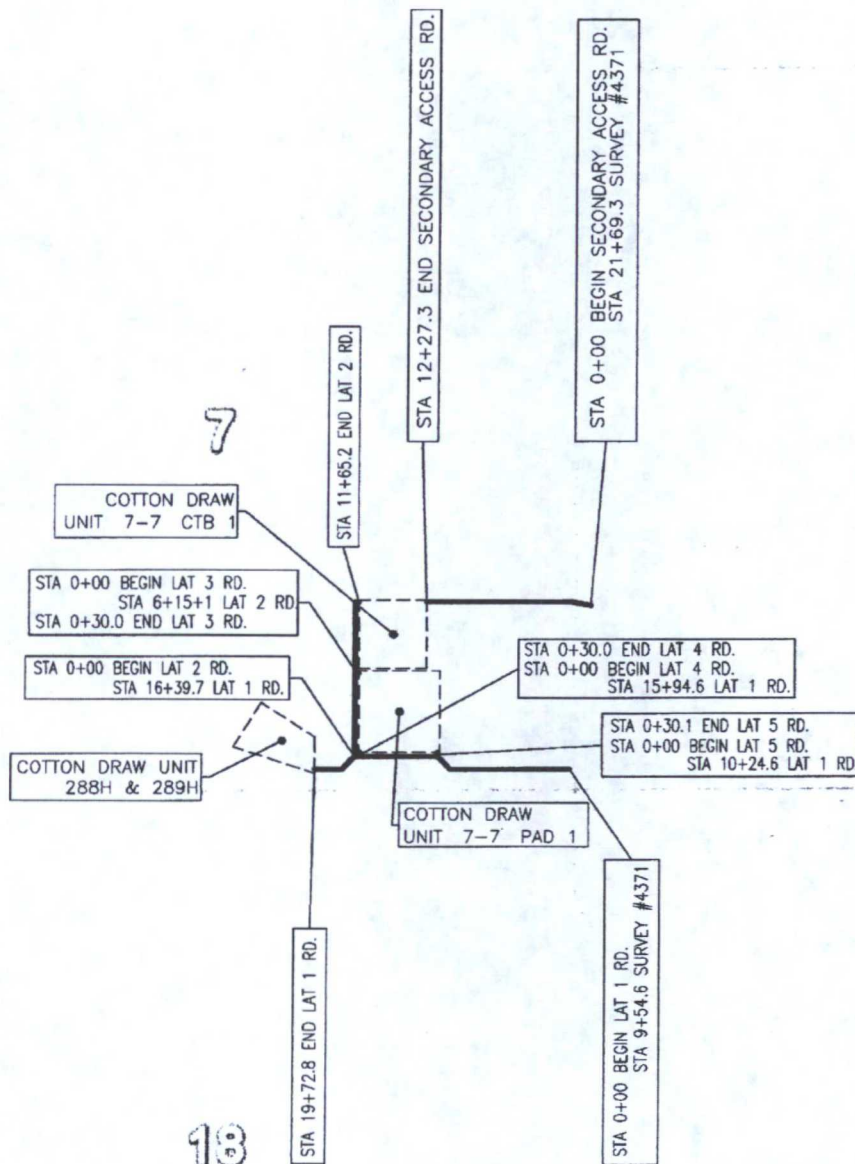 STA 12+27.3 END SECONDARY ACCESS RD.
STA 0+00 BEGIN SECONDARY ACCESS RD.
STA 21+69.3 SURVEY #4371
STA 11+65.2 END LAT 2 RD.
7
COTTON DRAW
UNIT 7-7 CTB 1
STA 0+00 BEGIN LAT 3 RD.
STA 6+15+1 LAT 2 RD.
STA 0+30.0 END LAT 3 RD.
STA 0+00 BEGIN LAT 2 RD.
STA 16+39.7 LAT 1 RD.
COTTON DRAW UNIT
288H & 289H
STA 0+30.0 END LAT 4 RD.
STA 0+00 BEGIN LAT 4 RD.
STA 15+94.6 LAT 1 RD.
STA 0+30.1 END LAT 5 RD.
STA 0+00 BEGIN LAT 5 RD.
STA 10+24.6 LAT 1 RD
COTTON DRAW
UNIT 7-7 PAD 1
STA 19+72.8 END LAT 1 RD.
STA 0+00 BEGIN LAT 1 RD.
STA 9+54.6 SURVEY #4371
18